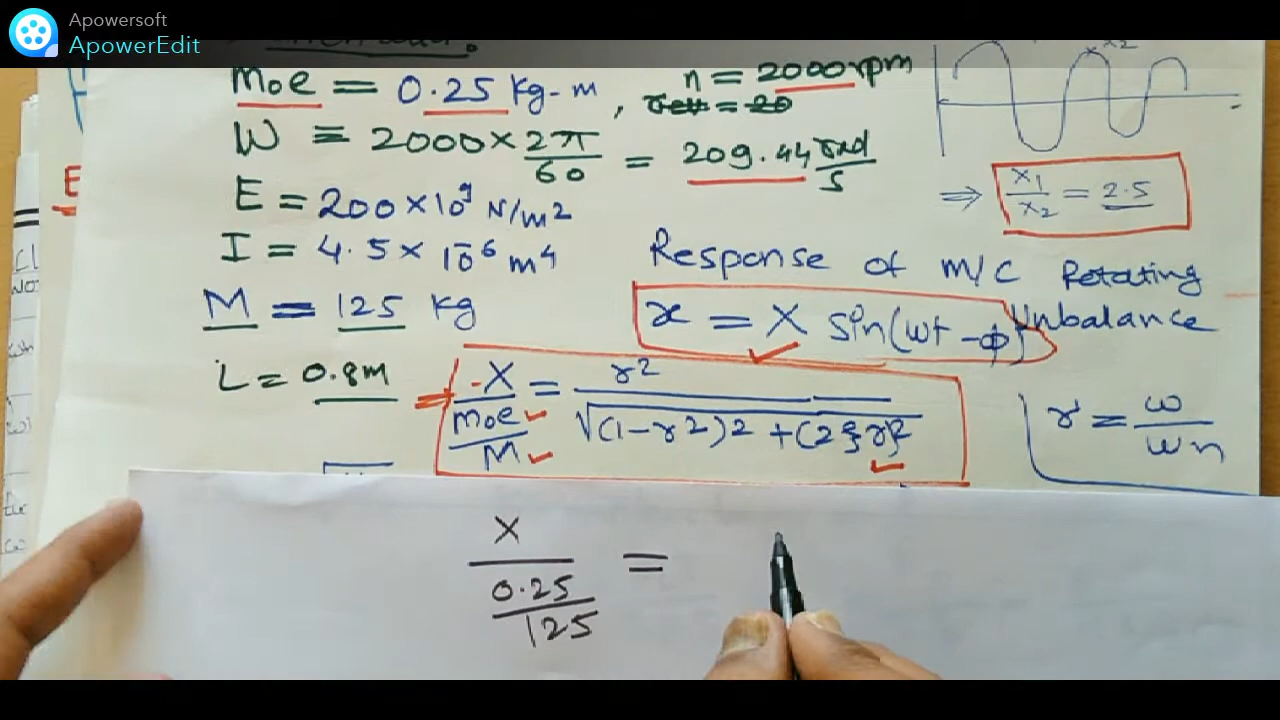 Apowersoft
ApowerEdit
moe = 0.25 kg-m
, n = 2000 rpm
W = 2000 × 2π/60 = 209.44 rad/s
E = 200 × 10⁹ N/m²
I = 4.5 × 10⁻⁶ m⁴
M = 125 kg
L = 0.8m
x₁/x₂ = 2.5
⇒
Response of M/C Rotating
Unbalance
x = X sin(wt - φ)
⇒ X/(moe/M) = r²/√((1-r²)² + (2ξr)²)
r = ω/ωn
X/(0.25/125) =